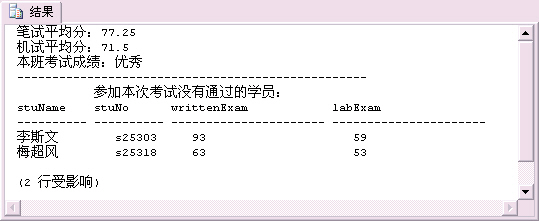 结果
笔试平均分：77.25
机试平均分：71.5
本班考试成绩：优秀
--------------------------------------------------
参加本次考试没有通过的学员：
stuName stuNo writtenExam labExam
---------- ---------- ---------------------- ----------------------
李斯文 s25303 93 59
梅超风 s25318 63 53
(2 行受影响)